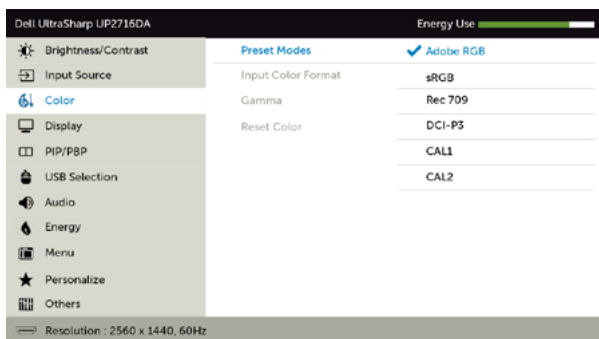 Dell UltraSharp UP2716DA Energy Use
Brightness/Contrast Preset Modes Adobe RGB
Input Source Input Color Format sRGB
Color Gamma Rec 709
Display Reset Color DCI-P3
PIP/PBP CAL1
USB Selection CAL2
Audio
Energy
Menu
Personalize
Others
Resolution : 2560 x 1440, 60Hz